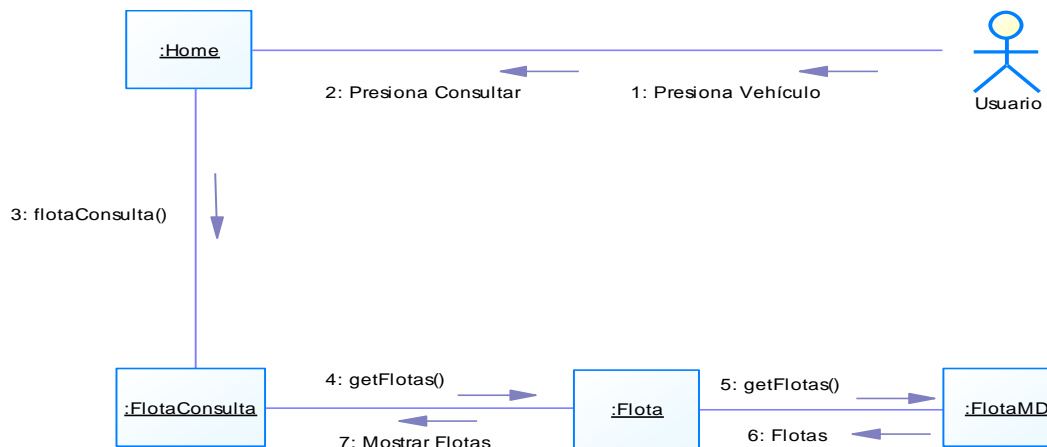 :Home
2: Presiona Consultar
1: Presiona Vehículo
Usuario
3: flotaConsulta()
:FlotaConsulta
4: getFlotas()
7: Mostrar Flotas
:Flota
5: getFlotas()
6: Flotas
:FlotaMD